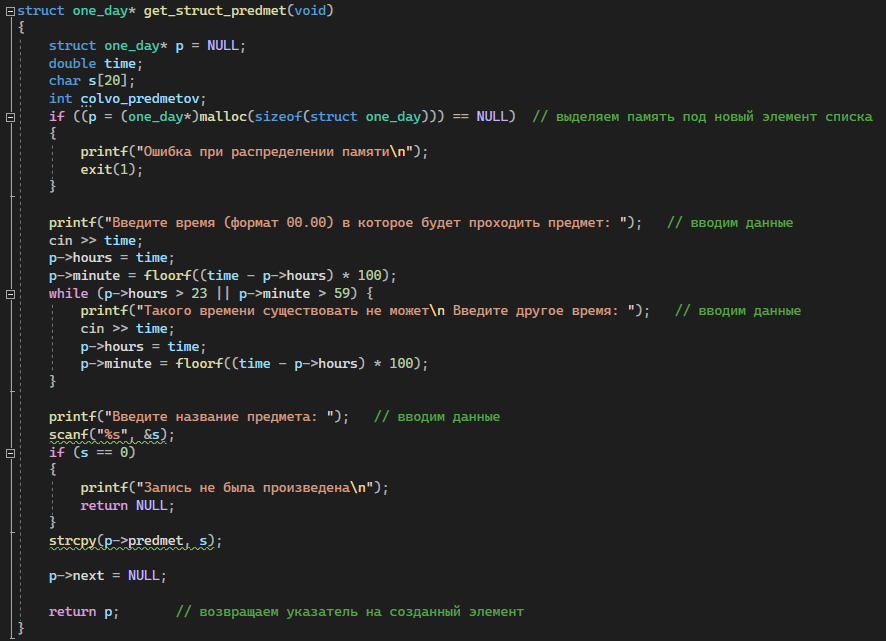 struct one_day* get_struct_predmet(void)
{
    struct one_day* p = NULL;
    double time;
    char s[20];
    int colvo_predmetov;
    if ((p = (one_day*)malloc(sizeof(struct one_day))) == NULL)  // выделяем память под новый элемент списка
    {
        printf("Ошибка при распределении памяти\n");
        exit(1);
    }

    printf("Введите время (формат 00.00) в которое будет проходить предмет: ");   // вводим данные
    cin >> time;
    p->hours = time;
    p->minute = floorf((time - p->hours) * 100);
    while (p->hours > 23 || p->minute > 59) {
        printf("Такого времени существовать не может\n Введите другое время: ");   // вводим данные
        cin >> time;
        p->hours = time;
        p->minute = floorf((time - p->hours) * 100);
    }

    printf("Введите название предмета: ");   // вводим данные
    scanf("%s", &s);
    if (s == 0)
    {
        printf("Запись не была произведена\n");
        return NULL;
    }
    strcpy(p->predmet, s);

    p->next = NULL;

    return p;       // возвращаем указатель на созданный элемент
}